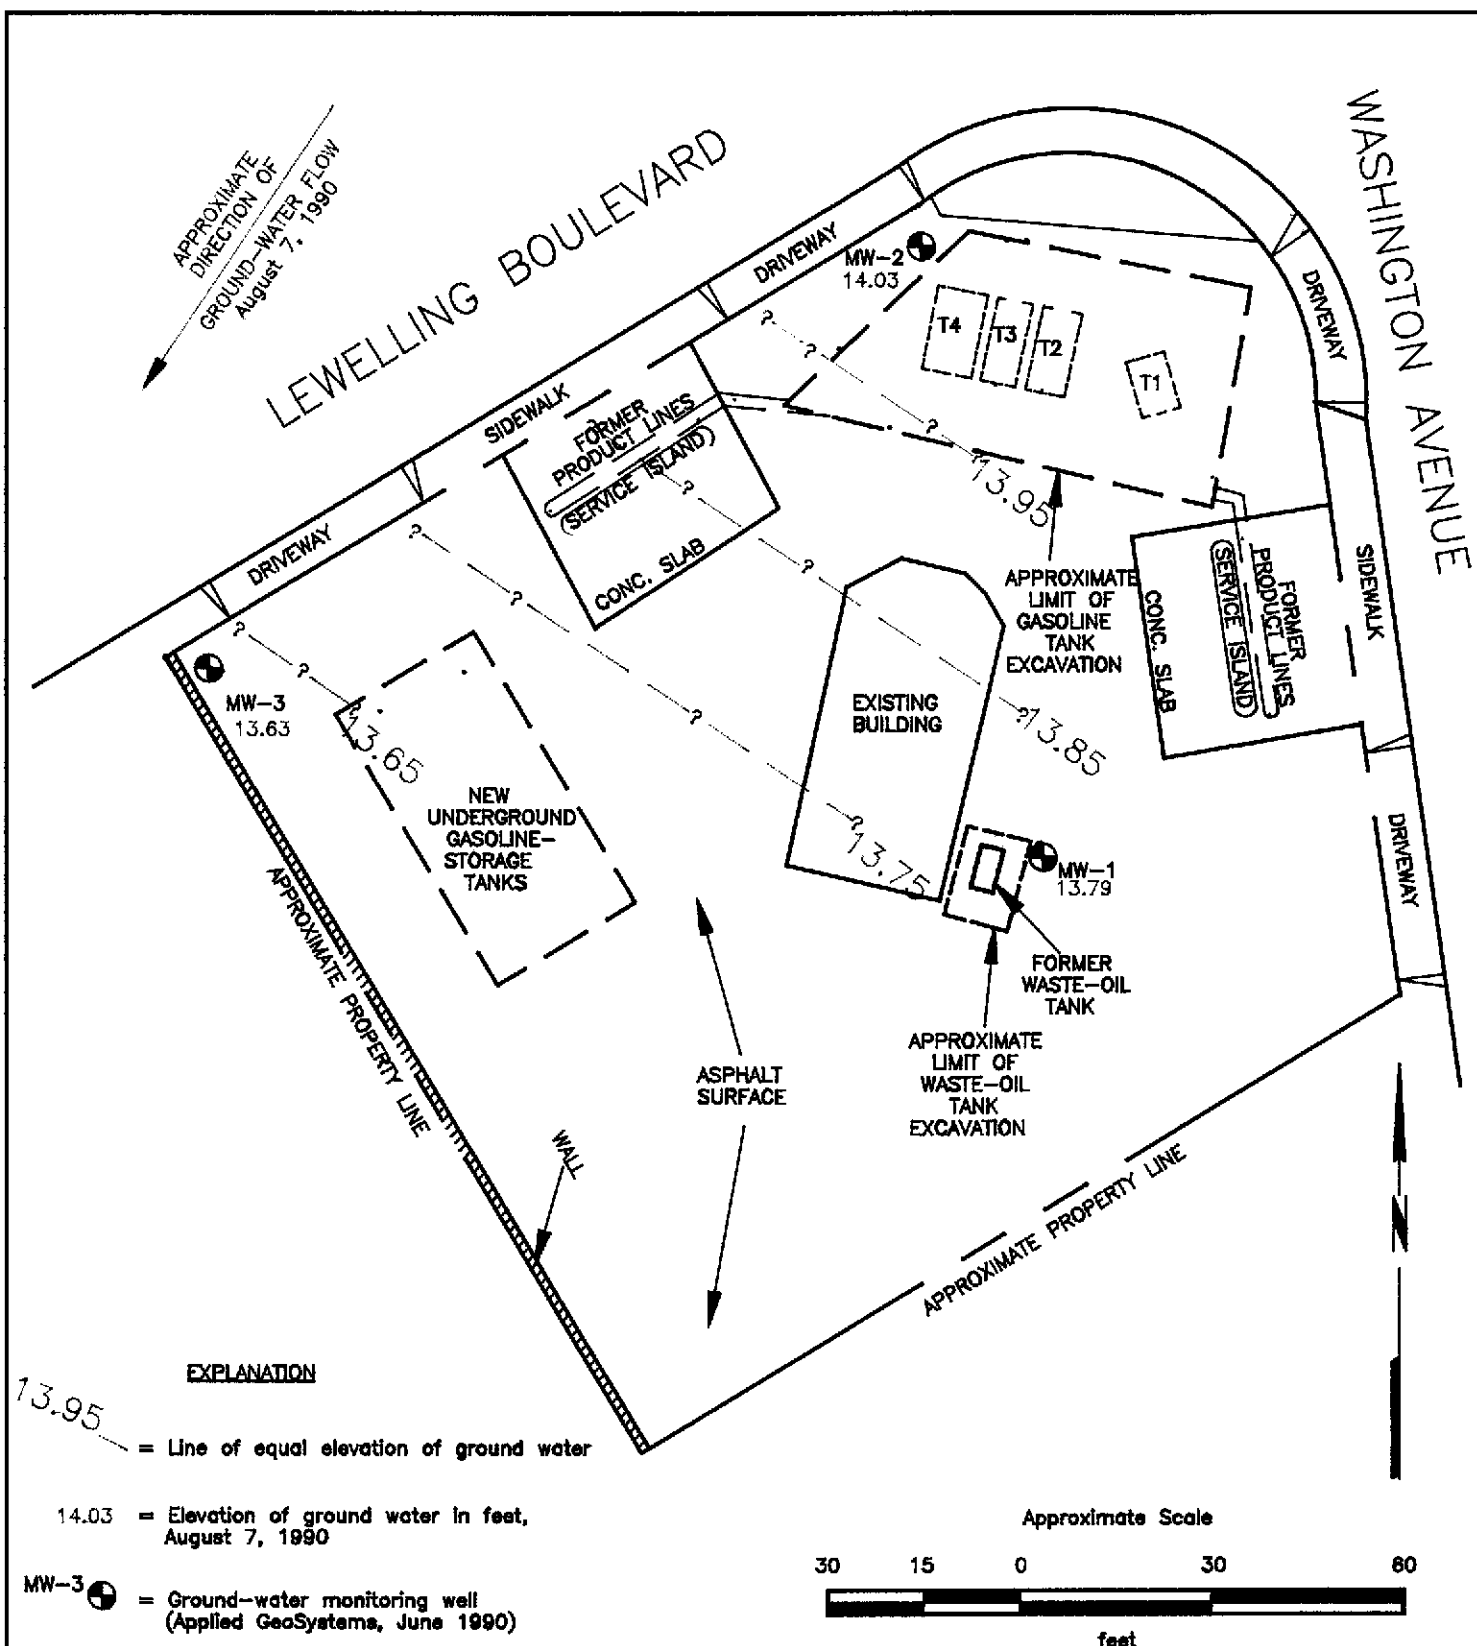 APPROXIMATE
DIRECTION OF
GROUND-WATER FLOW
August 7, 1990
LEWELLING BOULEVARD
WASHINGTON AVENUE
DRIVEWAY
SIDEWALK
DRIVEWAY
DRIVEWAY
SIDEWALK
DRIVEWAY
MW-2
14.03
T4
T3
T2
T1
FORMER
PRODUCT LINES
(SERVICE ISLAND)
CONC. SLAB
? ? ?
13.95
? ? ? ?
13.85
? ? ? ?
13.75
? ? ?
13.65
APPROXIMATE
LIMIT OF
GASOLINE
TANK
EXCAVATION
FORMER
PRODUCT LINES
SERVICE ISLAND
CONC. SLAB
MW-3
13.63
EXISTING
BUILDING
NEW
UNDERGROUND
GASOLINE-
STORAGE
TANKS
MW-1
13.79
FORMER
WASTE-OIL
TANK
APPROXIMATE
LIMIT OF
WASTE-OIL
TANK
EXCAVATION
ASPHALT
SURFACE
APPROXIMATE PROPERTY LINE
WALL
APPROXIMATE PROPERTY LINE
N
EXPLANATION
13.95
= Line of equal elevation of ground water
14.03 = Elevation of ground water in feet,
August 7, 1990
MW-3 = Ground-water monitoring well
(Applied GeoSystems, June 1990)
Approximate Scale
30 15 0 30 60
feet